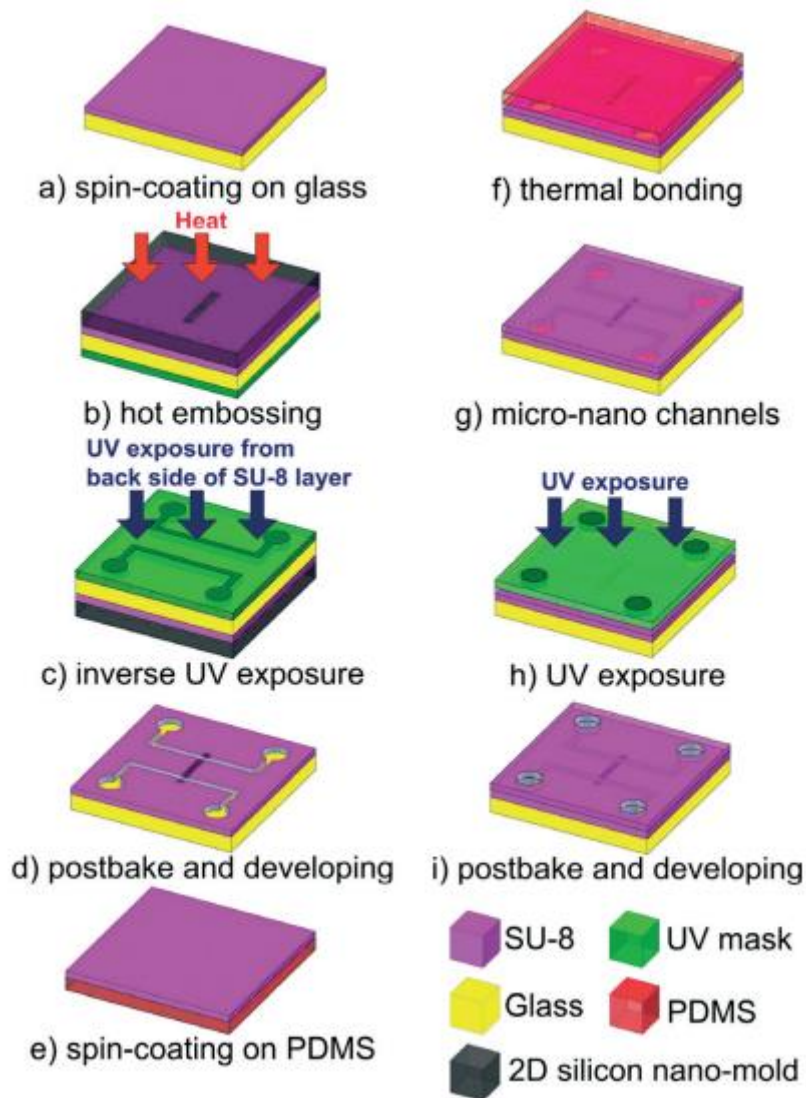 a) spin-coating on glass
Heat
b) hot embossing
UV exposure from
back side of SU-8 layer
c) inverse UV exposure
d) postbake and developing
e) spin-coating on PDMS
f) thermal bonding
g) micro-nano channels
UV exposure
h) UV exposure
i) postbake and developing
SU-8
UV mask
Glass
PDMS
2D silicon nano-mold